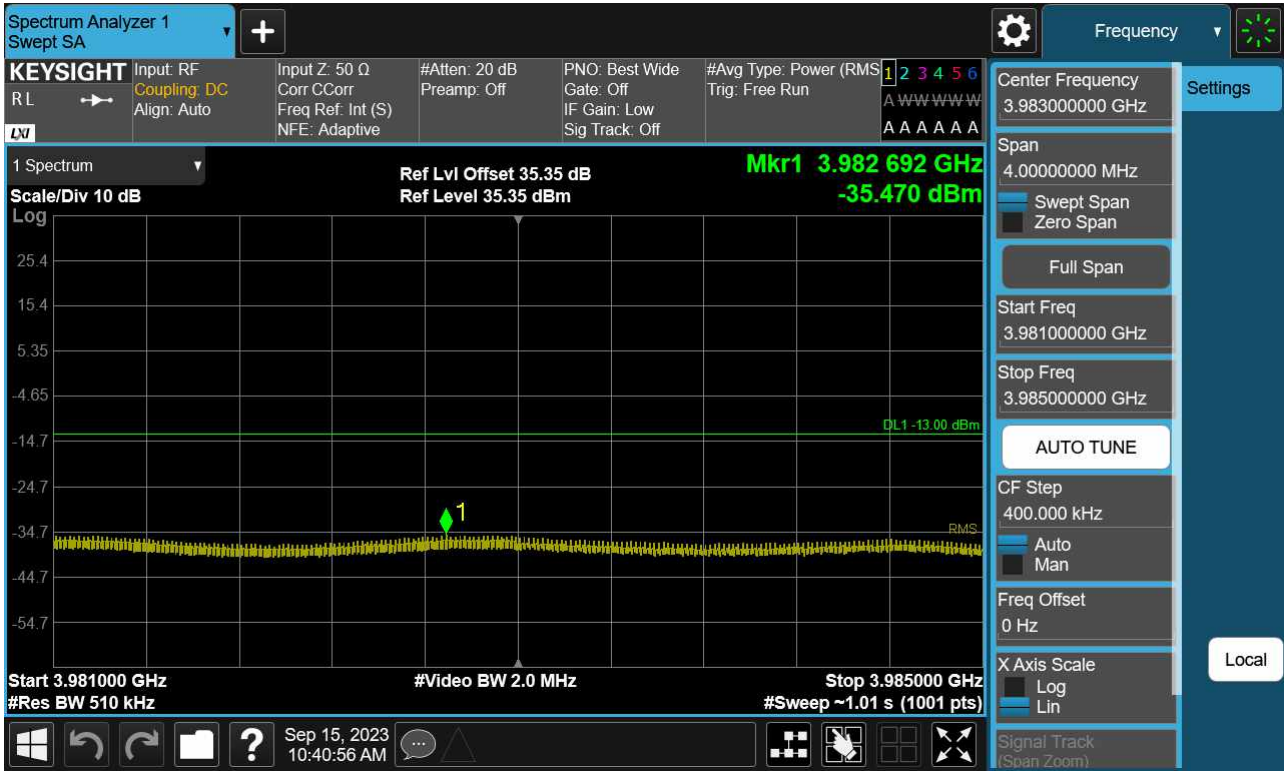 Spectrum Analyzer 1
Swept SA
Frequency
KEYSIGHT
R L
LXI
Input: RF
Coupling: DC
Align: Auto
Input Z: 50 Ω
Corr CCorr
Freq Ref: Int (S)
NFE: Adaptive
#Atten: 20 dB
Preamp: Off
PNO: Best Wide
Gate: Off
IF Gain: Low
Sig Track: Off
#Avg Type: Power (RMS
Trig: Free Run
1 2 3 4 5 6
A W W W W W
A A A A A A
1 Spectrum
Scale/Div 10 dB
Log
Ref Lvl Offset 35.35 dB
Ref Level 35.35 dBm
Mkr1 3.982 692 GHz
-35.470 dBm
25.4
15.4
5.35
-4.65
-14.7
-24.7
-34.7
-44.7
-54.7
DL1 -13.00 dBm
1
RMS
Start 3.981000 GHz
#Res BW 510 kHz
#Video BW 2.0 MHz
Stop 3.985000 GHz
#Sweep ~1.01 s (1001 pts)
Center Frequency
3.983000000 GHz
Span
4.00000000 MHz
Swept Span
Zero Span
Full Span
Start Freq
3.981000000 GHz
Stop Freq
3.985000000 GHz
AUTO TUNE
CF Step
400.000 kHz
Auto
Man
Freq Offset
0 Hz
X Axis Scale
Log
Lin
Signal Track
(Span Zoom)
Settings
Local
?
Sep 15, 2023
10:40:56 AM